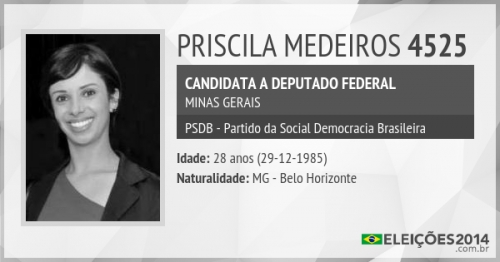 PRISCILA MEDEIROS 4525
CANDIDATA A DEPUTADO FEDERAL
MINAS GERAIS
PSDB - Partido da Social Democracia Brasileira
Idade: 28 anos (29-12-1985)
Naturalidade: MG - Belo Horizonte
ELEIÇÕES2014
.com.br